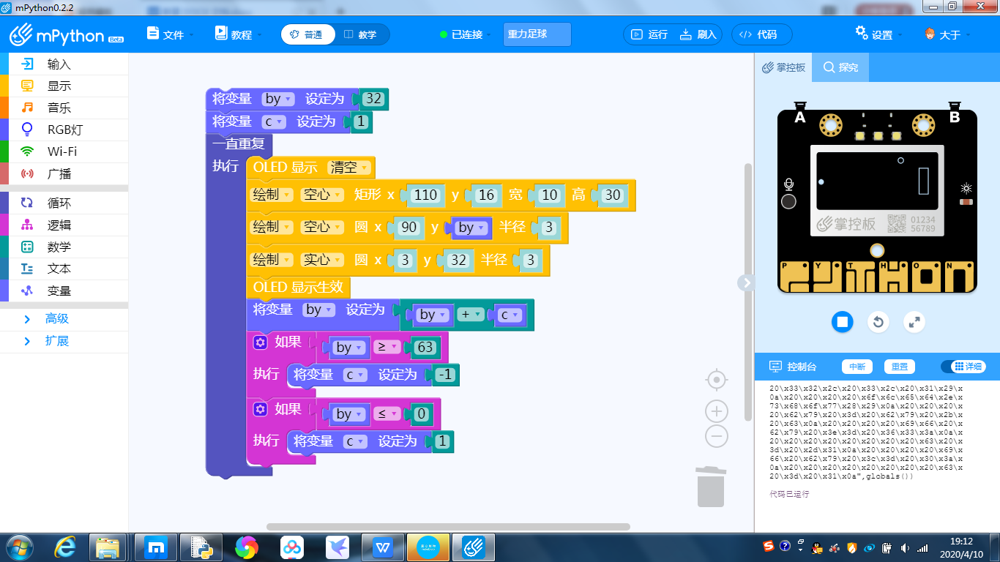 mPython0.2.2
mPython Beta 文件 教程 普通 教学 已连接 重力足球 运行 刷入 </> 代码 设置 大于
输入
显示
音乐
RGB灯
Wi-Fi
广播
循环
逻辑
数学
文本
变量
高级
扩展
将变量 by 设定为 32
将变量 c 设定为 1
一直重复
执行
OLED 显示 清空
绘制 空心 矩形 x 110 y 16 宽 10 高 30
绘制 空心 圆 x 90 y by 半径 3
绘制 实心 圆 x 3 y 32 半径 3
OLED 显示生效
将变量 by 设定为 by + c
如果 by ≥ 63
执行 将变量 c 设定为 -1
如果 by ≤ 0
执行 将变量 c 设定为 1
掌控板 探究
A B
掌控板 01234
56789
P Y T H O N
控制台 中断 重置 详细
20\x33\x32\x2c\x20\x33\x2c\x20\x31\x29\x
0a\x20\x20\x20\x20\x6f\x6c\x65\x64\x2e\x
73\x68\x6f\x77\x28\x29\x0a\x20\x20\x20\x
20\x62\x79\x20\x3d\x20\x62\x79\x20\x2b\x
20\x63\x0a\x20\x20\x20\x20\x69\x66\x20\x
62\x79\x20\x3e\x3d\x20\x36\x33\x3a\x0a\x
20\x20\x20\x20\x20\x20\x20\x20\x63\x20\x
3d\x20\x2d\x31\x0a\x20\x20\x20\x20\x69\x
66\x20\x62\x79\x20\x3c\x3d\x20\x30\x3a\x
0a\x20\x20\x20\x20\x20\x20\x20\x20\x63\x
20\x3d\x20\x31\x0a",globals())
代码已运行
19:12
2020/4/10